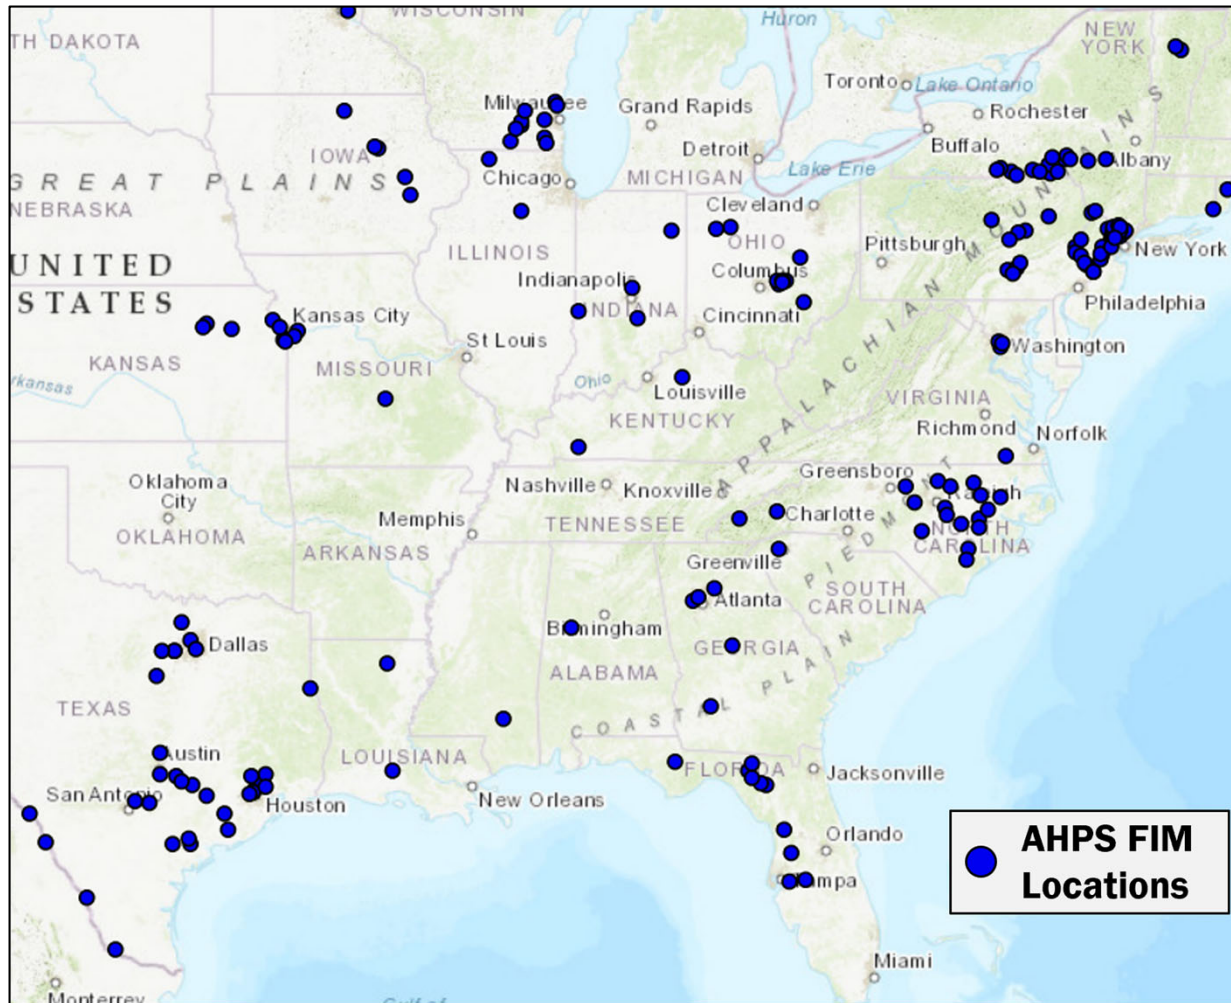 WISCONSIN
Huron
TH DAKOTA
NEW
YORK
Toronto
Lake Ontario
Milwaukee
Grand Rapids
Rochester
Buffalo
Detroit
Albany
IOWA
Lake Erie
GREAT PLAINS
Chicago
MICHIGAN
NEBRASKA
Cleveland
OHIO
Pittsburgh
New York
ILLINOIS
UNITED
STATES
Indianapolis
Columbus
INDIANA
Philadelphia
Kansas City
Cincinnati
St Louis
Washington
KANSAS
MISSOURI
rkansas
Ohio
Louisville
VIRGINIA
KENTUCKY
Richmond
Norfolk
APPALACHIAN MOUNTAINS
Greensboro
Oklahoma
City
Nashville
Knoxville
Raleigh
Memphis
TENNESSEE
Charlotte
OKLAHOMA
NORTH
CAROLINA
ARKANSAS
PIEDMONT
Greenville
SOUTH
CAROLINA
Atlanta
Birmingham
Dallas
GEORGIA
ALABAMA
TEXAS
COASTAL PLAIN
Austin
LOUISIANA
FLORIDA
Jacksonville
San Antonio
Houston
New Orleans
Orlando
AHPS FIM
Locations
Tampa
Miami
Monterrey
Gulf of